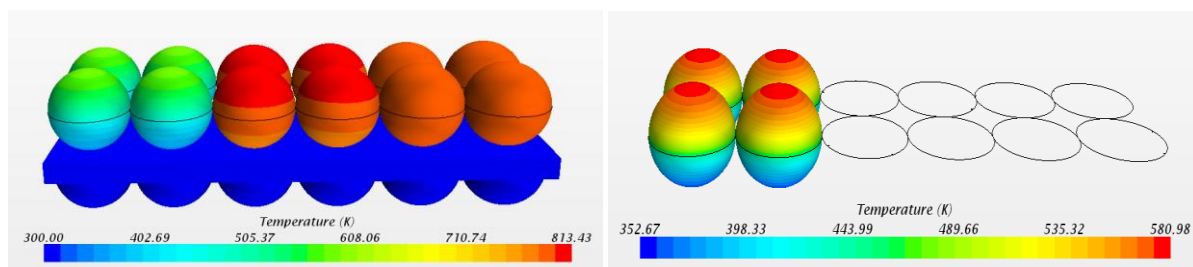 Temperature (K)
300.00 402.69 505.37 608.06 710.74 813.43
Temperature (K)
352.67 398.33 443.99 489.66 535.32 580.98